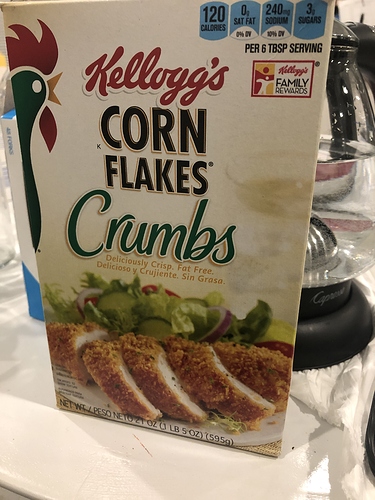 120 CALORIES
0g SAT FAT 0% DV
240mg SODIUM 10% DV
3g SUGARS
PER 6 TBSP SERVING
Kellogg's FAMILY REWARDS
Kellogg's®
K
CORN
FLAKES®
Crumbs
Deliciously Crisp. Fat Free.
Delicioso y Crujiente. Sin Grasa.
NET WT / PESO NETO 21 OZ (1 LB 5 OZ) (595g)